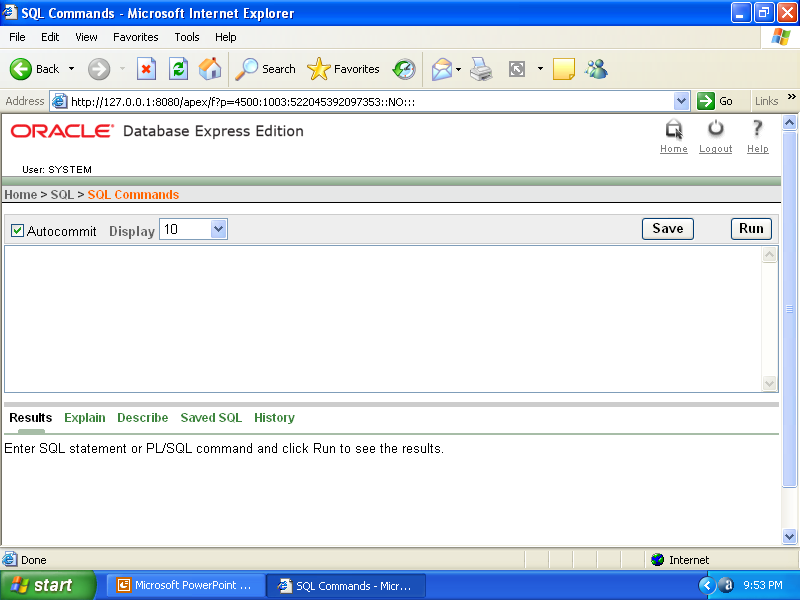 SQL Commands - Microsoft Internet Explorer
File Edit View Favorites Tools Help
Back Search Favorites
Address http://127.0.0.1:8080/apex/f?p=4500:1003:522045392097353::NO::: Go Links »
ORACLE® Database Express Edition
Home Logout Help
User: SYSTEM
Home > SQL > SQL Commands
Autocommit Display 10 Save Run
Results Explain Describe Saved SQL History
Enter SQL statement or PL/SQL command and click Run to see the results.
Done Internet
start Microsoft PowerPoint ... SQL Commands - Micr... 9:53 PM